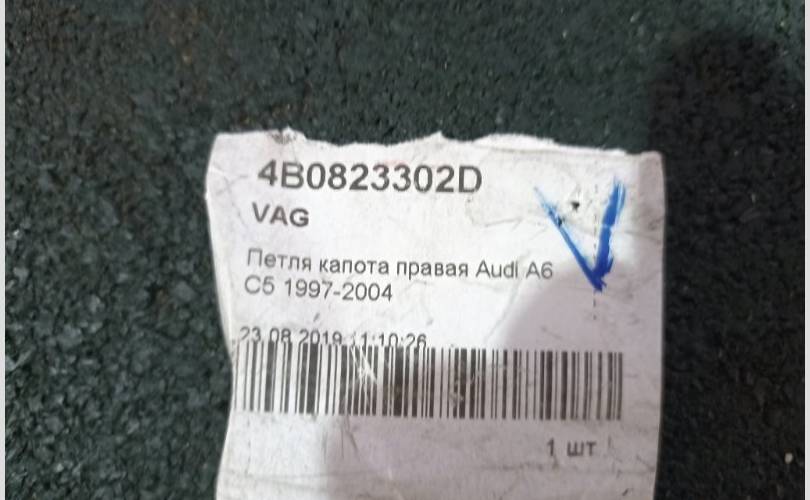 4B0823302D
VAG
Петля капота правая Audi A6
C5 1997-2004
23.08.2019 11:10:26
1 шт